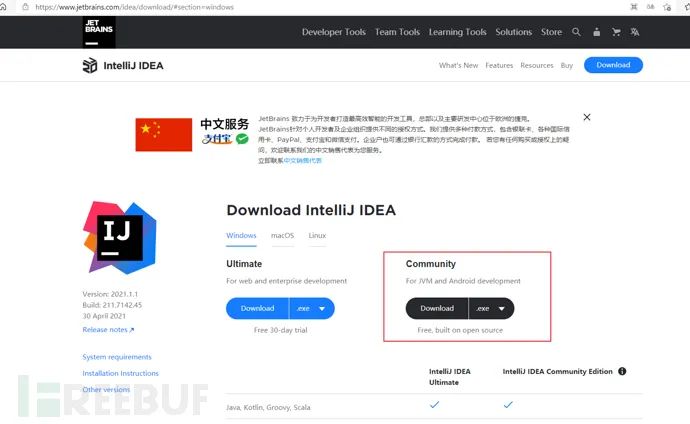 https://www.jetbrains.com/idea/download/#section=windows
JET
BRAINS
Developer Tools Team Tools Learning Tools Solutions Store
IntelliJ IDEA
What's New Features Resources Buy Download
中文服务
支付宝
JetBrains 致力于为开发者打造最高效智能的开发工具，总部以及主要研发中心位于欧洲的捷克。
JetBrains针对个人开发者及企业组织提供不同的授权方式。我们提供多种付款方式，包含银联卡，各种国际信
用卡，PayPal，支付宝和微信支付。企业户也可通过银行汇款的方式完成付款。 若您有任何购买或授权上的疑
问，欢迎联系我们的中文销售代表为您服务。
立即联系中文销售代表
Download IntelliJ IDEA
Windows macOS Linux
IJ
Version: 2021.1.1
Build: 211.7142.45
30 April 2021
Release notes ↗
System requirements
Installation Instructions
Other versions
Ultimate
For web and enterprise development
Download .exe
Free 30-day trial
Community
For JVM and Android development
Download .exe
Free, built on open source
IntelliJ IDEA
Ultimate
IntelliJ IDEA Community Edition
Java, Kotlin, Groovy, Scala
FREEBUF